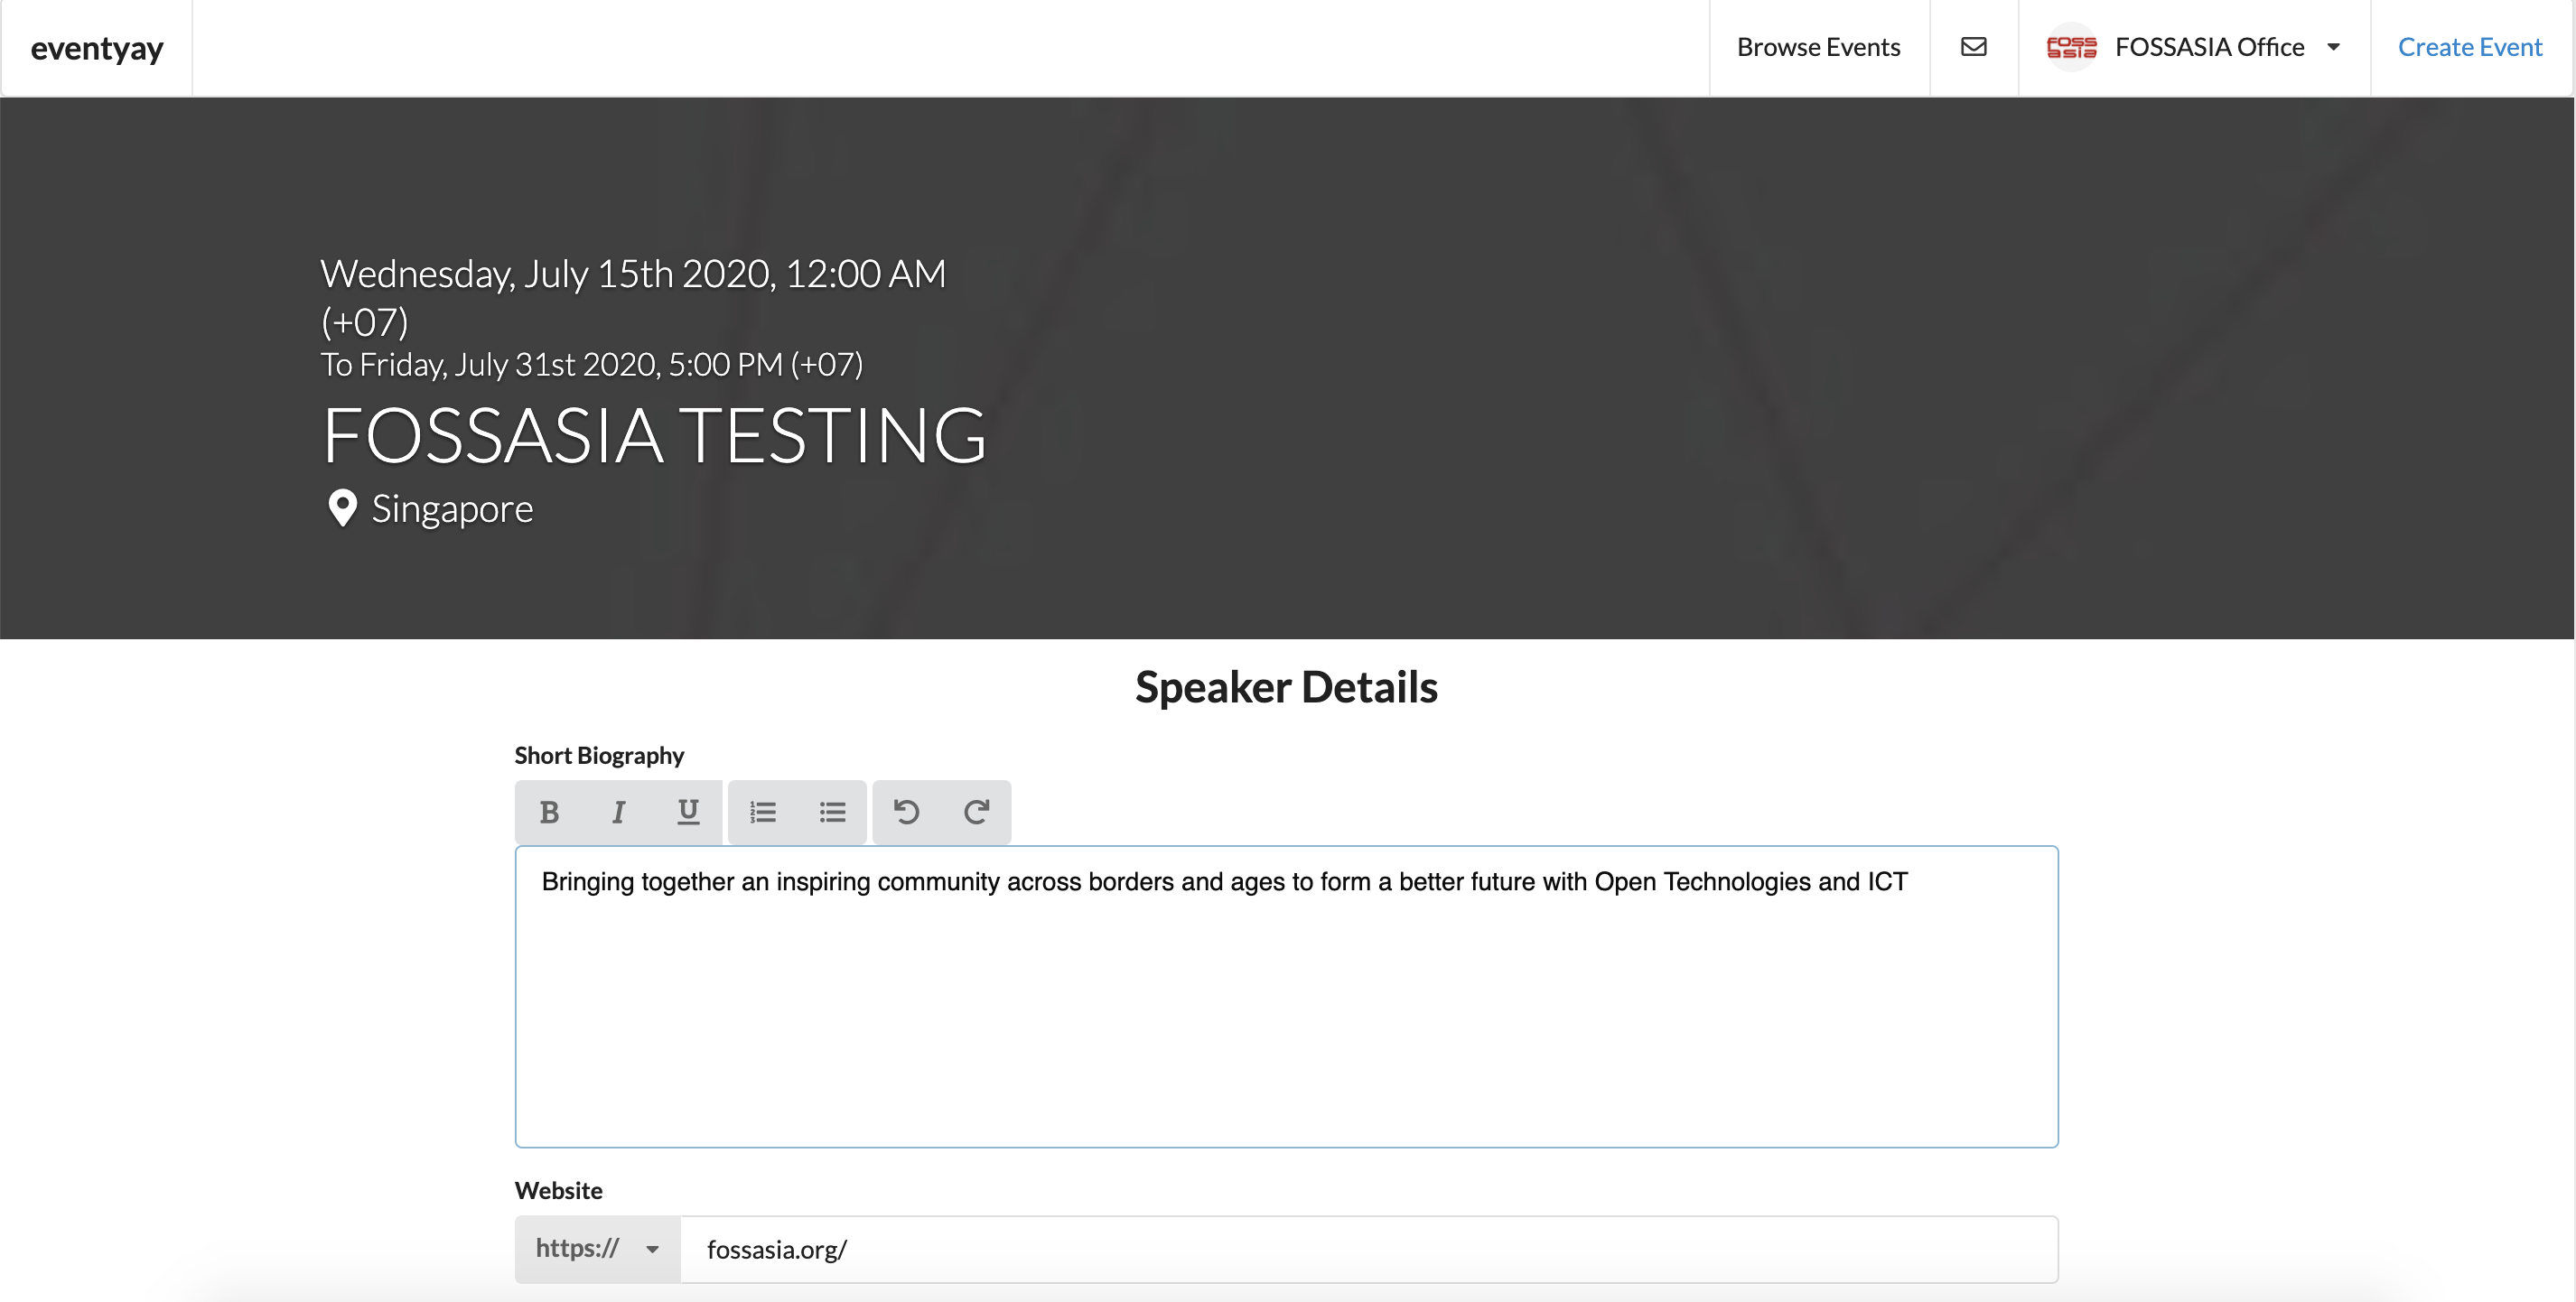 eventyay
Browse Events
FOSS
ASIA
FOSSASIA Office
Create Event
Wednesday, July 15th 2020, 12:00 AM
(+07)
To Friday, July 31st 2020, 5:00 PM (+07)
FOSSASIA TESTING
Singapore
Speaker Details
Short Biography
B I U
Bringing together an inspiring community across borders and ages to form a better future with Open Technologies and ICT
Website
https://
fossasia.org/